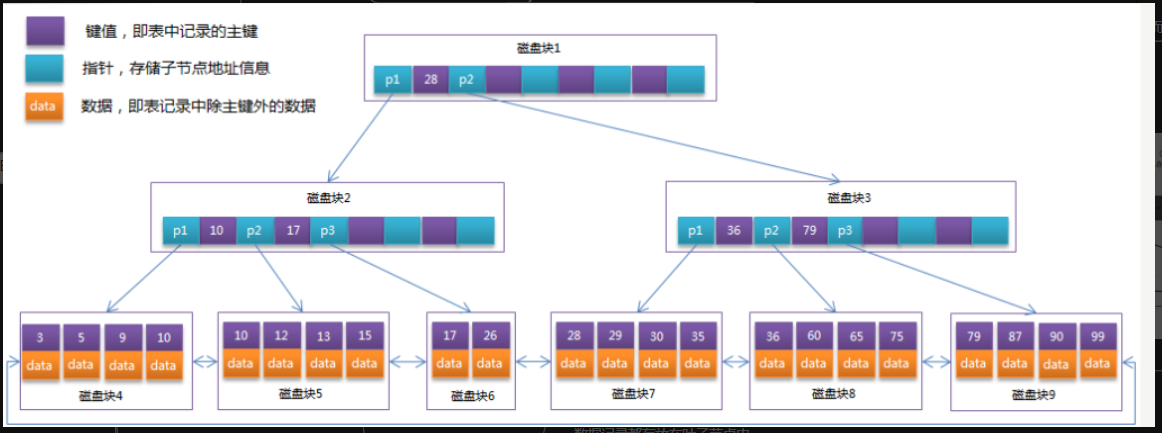 键值，即表中记录的主键
指针，存储子节点地址信息
data 数据，即表记录中除主键外的数据
磁盘块1
p1 28 p2
磁盘块2
p1 10 p2 17 p3
磁盘块3
p1 36 p2 79 p3
3 5 9 10
data data data data
磁盘块4
10 12 13 15
data data data data
磁盘块5
17 26
data data
磁盘块6
28 29 30 35
data data data data
磁盘块7
36 60 65 75
data data data data
磁盘块8
79 87 90 99
data data data data
磁盘块9